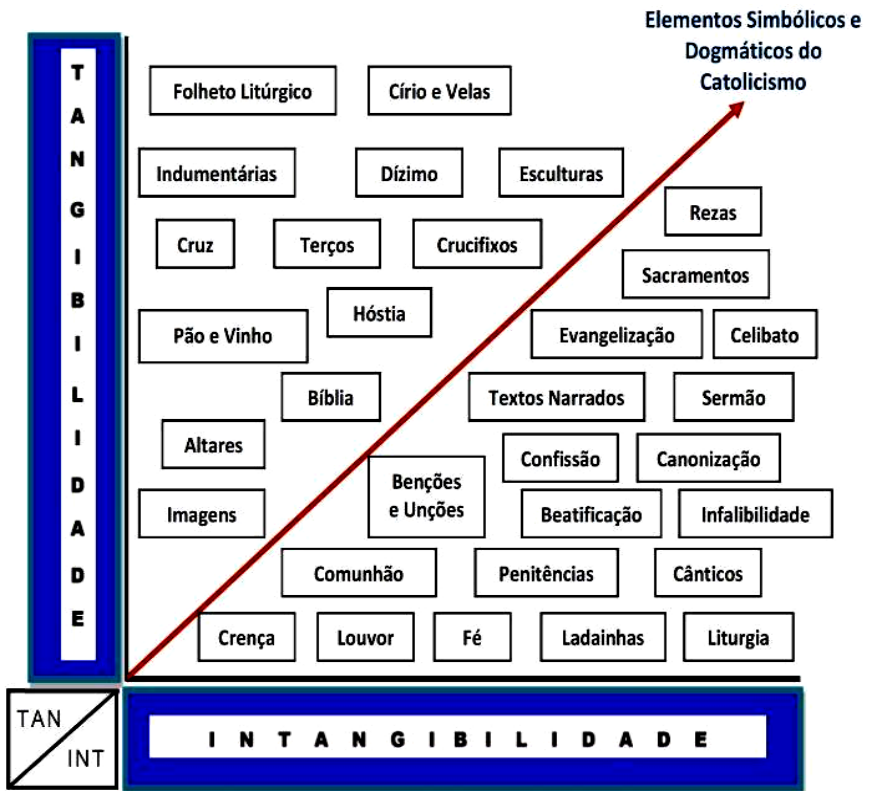 Elementos Simbólicos e
Dogmáticos do
Catolicismo
TANGIBILIDADE
Folheto Litúrgico
Círio e Velas
Indumentárias
Dízimo
Esculturas
Rezas
Cruz
Terços
Crucifixos
Sacramentos
Hóstia
Pão e Vinho
Evangelização
Celibato
Bíblia
Textos Narrados
Sermão
Altares
Confissão
Canonização
Benções
e Unções
Imagens
Beatificação
Infalibilidade
Comunhão
Penitências
Cânticos
Crença
Louvor
Fé
Ladainhas
Liturgia
TAN
INT
INTANGIBILIDADE